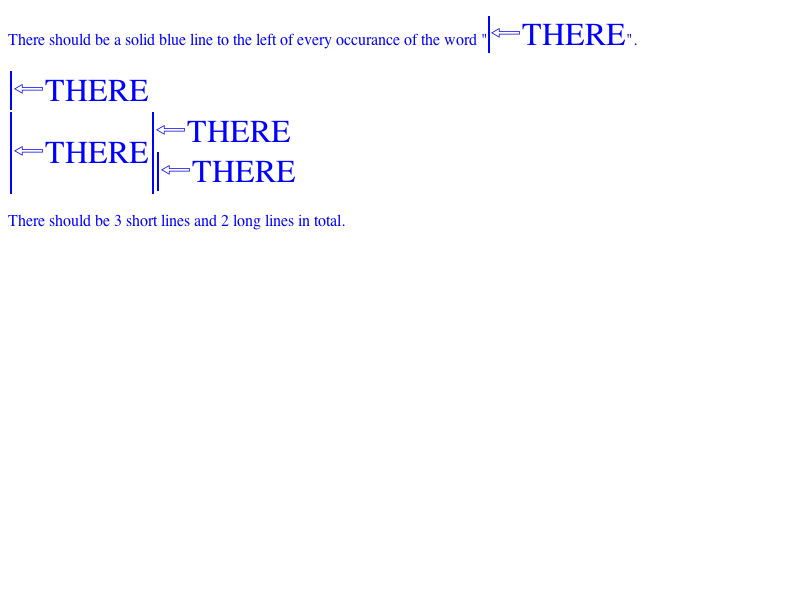 There should be a solid blue line to the left of every occurance of the word "⇦THERE".
⇦THERE
⇦THERE
⇦THERE
⇦THERE
There should be 3 short lines and 2 long lines in total.